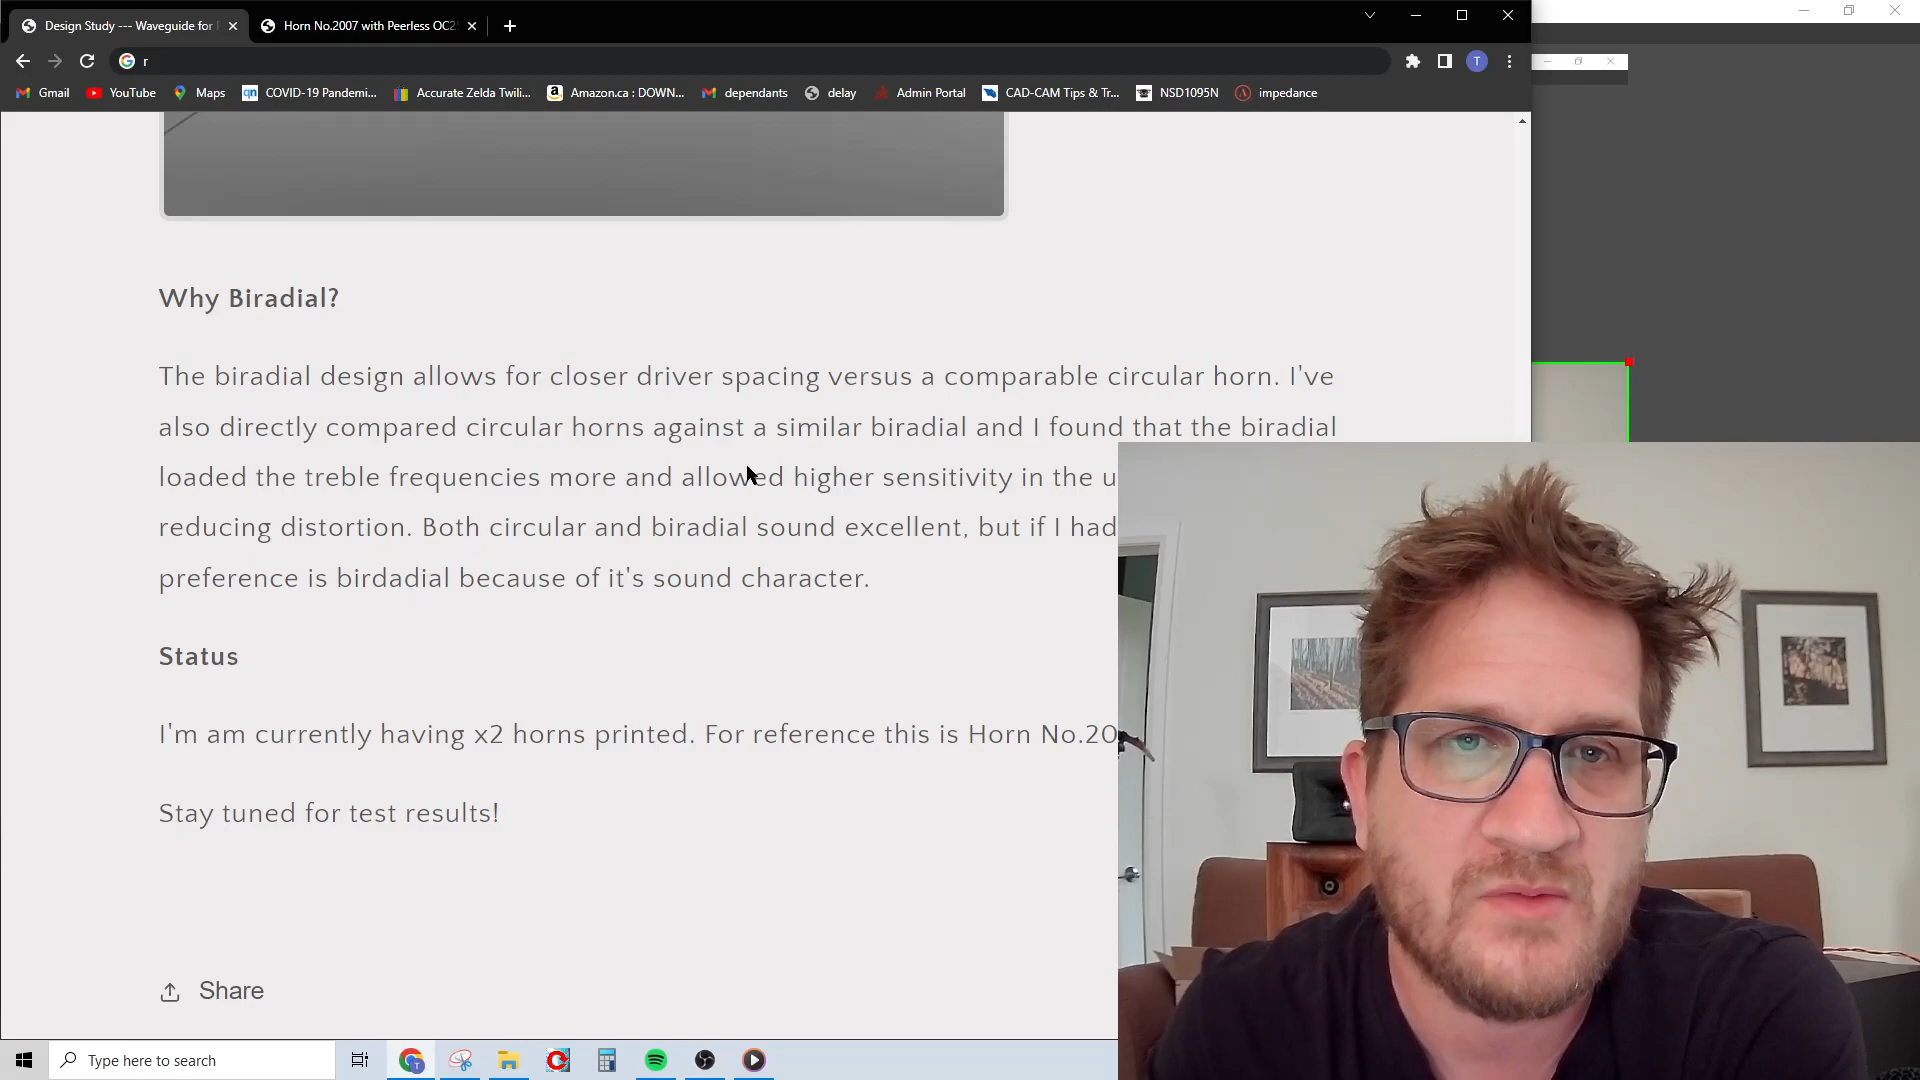 Design Study --- Waveguide for
Horn No.2007 with Peerless OC2
r
Gmail
YouTube
Maps
COVID-19 Pandemi...
Accurate Zelda Twili...
Amazon.ca : DOWN...
dependants
delay
Admin Portal
CAD-CAM Tips & Tr...
NSD1095N
impedance
T
Why Biradial?
The biradial design allows for closer driver spacing versus a comparable circular horn. I've
also directly compared circular horns against a similar biradial and I found that the biradial
loaded the treble frequencies more and allowed higher sensitivity in the u
reducing distortion. Both circular and biradial sound excellent, but if I had
preference is birdadial because of it's sound character.
Status
I'm am currently having x2 horns printed. For reference this is Horn No.20
Stay tuned for test results!
Share
Type here to search